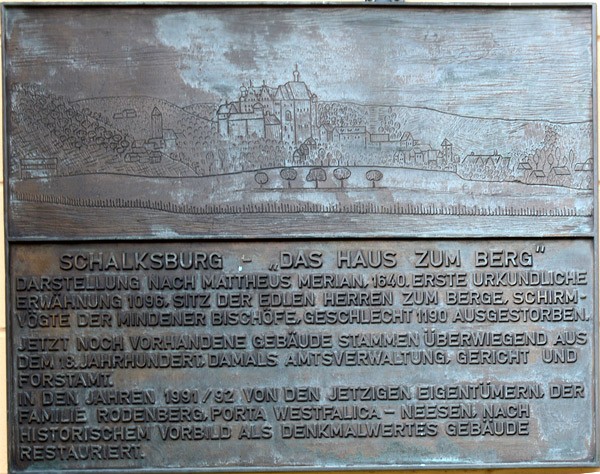 SCHALKSBURG - „DAS HAUS ZUM BERG"
DARSTELLUNG NACH MATTHEUS MERIAN, 1640. ERSTE URKUNDLICHE
ERWÄHNUNG 1096, SITZ DER EDLEN HERREN ZUM BERGE, SCHIRM-
VÖGTE DER MINDENER BISCHÖFE, GESCHLECHT 1190 AUSGESTORBEN.
JETZT NOCH VORHANDENE GEBÄUDE STAMMEN ÜBERWIEGEND AUS
DEM 18. JAHRHUNDERT, DAMALS AMTSVERWALTUNG, GERICHT UND
FORSTAMT.
IN DEN JAHREN 1991/92 VON DEN JETZIGEN EIGENTÜMERN, DER
FAMILIE RODENBERG, PORTA WESTFALICA - NEESEN, NACH
HISTORISCHEM VORBILD ALS DENKMALWERTES GEBÄUDE
RESTAURIERT.